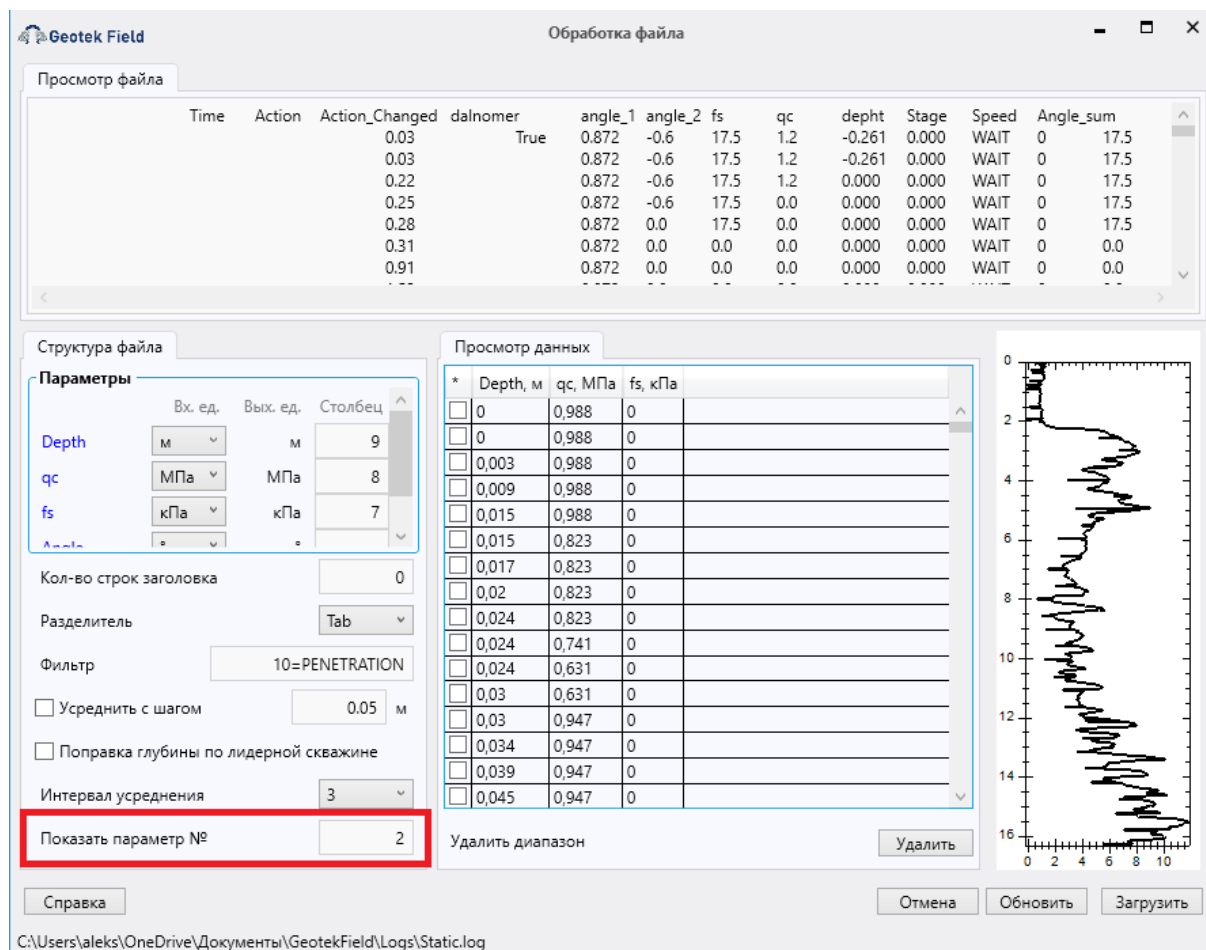 Geotek Field
Обработка файла
Просмотр файла
Time Action Action_Changed dalnomer angle_1 angle_2 fs qc depht Stage Speed Angle_sum
0.03 True 0.872 -0.6 17.5 1.2 -0.261 0.000 WAIT 0 17.5
0.03 0.872 -0.6 17.5 1.2 -0.261 0.000 WAIT 0 17.5
0.22 0.872 -0.6 17.5 1.2 0.000 0.000 WAIT 0 17.5
0.25 0.872 -0.6 17.5 0.0 0.000 0.000 WAIT 0 17.5
0.28 0.872 0.0 17.5 0.0 0.000 0.000 WAIT 0 17.5
0.31 0.872 0.0 0.0 0.0 0.000 0.000 WAIT 0 0.0
0.91 0.872 0.0 0.0 0.0 0.000 0.000 WAIT 0 0.0
Структура файла
Параметры
Вх. ед. Вых. ед. Столбец
Depth м м 9
qc МПа МПа 8
fs кПа кПа 7
Angle ° °
Кол-во строк заголовка 0
Разделитель Tab
Фильтр 10=PENETRATION
Усреднить с шагом 0.05 м
Поправка глубины по лидерной скважине
Интервал усреднения 3
Показать параметр № 2
Просмотр данных
* Depth, м qc, МПа fs, кПа
0 0,988 0
0 0,988 0
0,003 0,988 0
0,009 0,988 0
0,015 0,988 0
0,015 0,823 0
0,017 0,823 0
0,02 0,823 0
0,024 0,823 0
0,024 0,741 0
0,024 0,631 0
0,03 0,631 0
0,03 0,947 0
0,034 0,947 0
0,039 0,947 0
0,045 0,947 0
Удалить диапазон Удалить
0
2
4
6
8
10
12
14
16
0 2 4 6 8 10
Справка Отмена Обновить Загрузить
C:\Users\aleks\OneDrive\Документы\GeotekField\Logs\Static.log